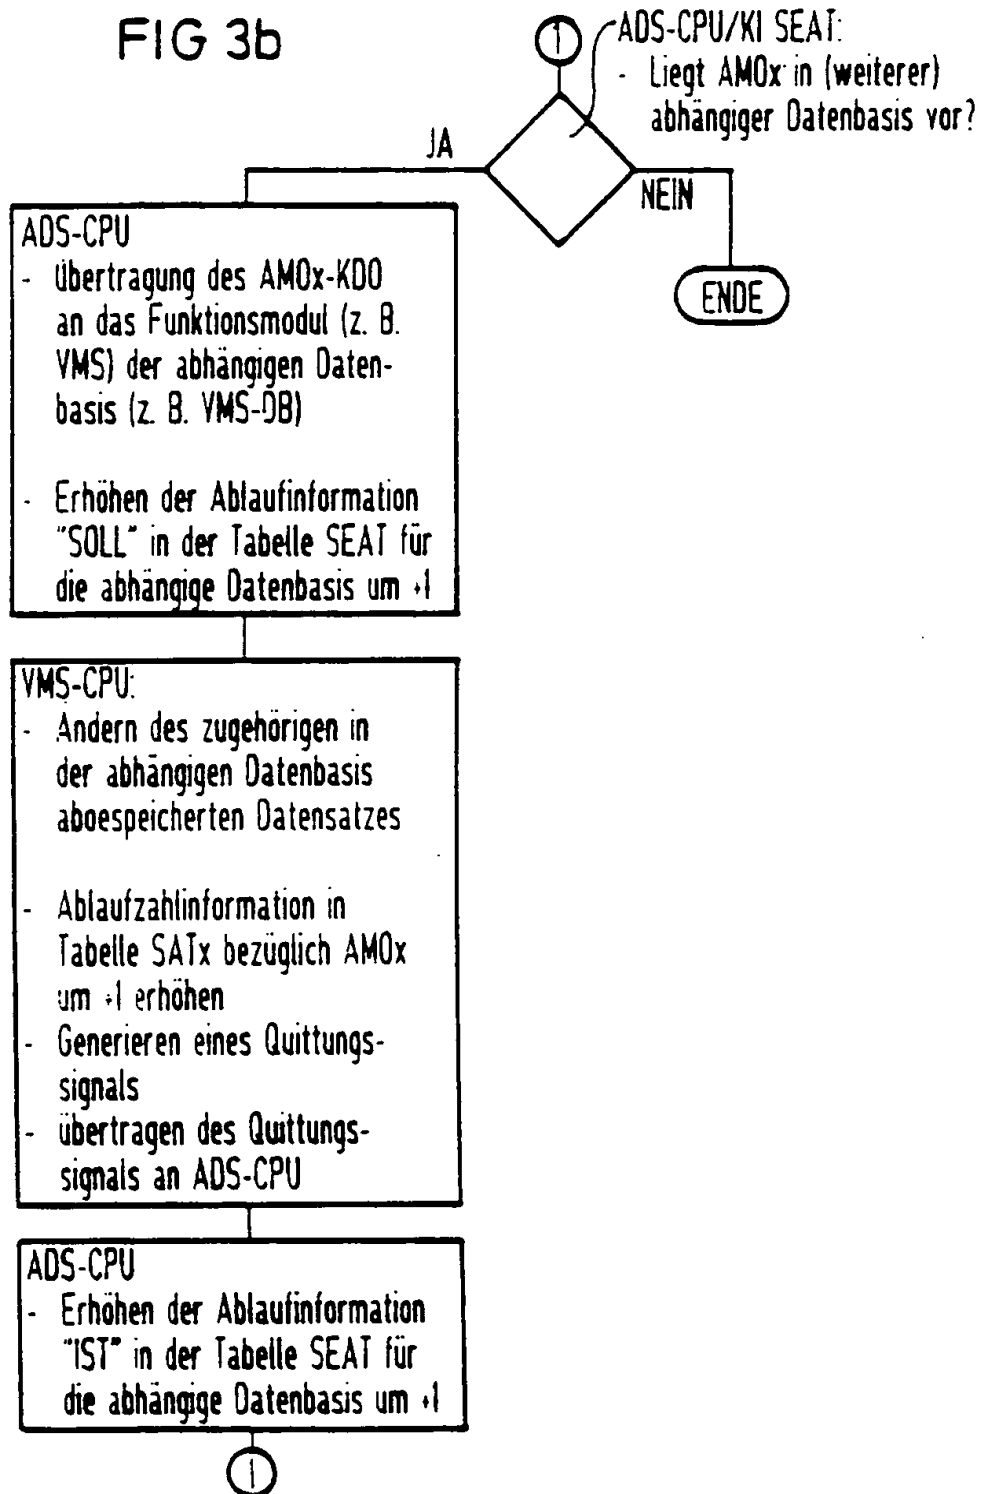 FIG 3b
1
ADS-CPU/KI SEAT:
- Liegt AMOx in (weiterer)
abhängiger Datenbasis vor?
JA
NEIN
ENDE
ADS-CPU
- übertragung des AMOx-KDO
an das Funktionsmodul (z. B.
VMS) der abhängigen Daten-
basis (z. B. VMS-DB)
- Erhöhen der Ablaufinformation
"SOLL" in der Tabelle SEAT für
die abhängige Datenbasis um +1
VMS-CPU:
- Andern des zugehörigen in
der abhängigen Datenbasis
aboespeicherten Datensatzes
- Ablaufzahlinformation in
Tabelle SATx bezüglich AMOx
um +1 erhöhen
- Generieren eines Quittungs-
signals
- übertragen des Quittungs-
signals an ADS-CPU
ADS-CPU
- Erhöhen der Ablaufinformation
"IST" in der Tabelle SEAT für
die abhängige Datenbasis um +1
1